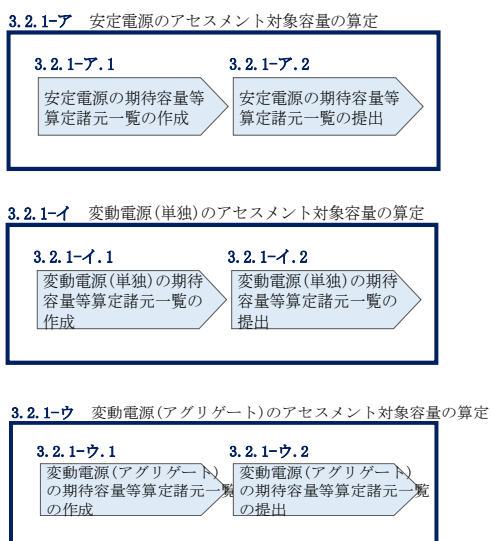 3.2.1-ア 安定電源のアセスメント対象容量の算定
3.2.1-ア.1
安定電源の期待容量等
算定諸元一覧の作成
3.2.1-ア.2
安定電源の期待容量等
算定諸元一覧の提出
3.2.1-イ 変動電源(単独)のアセスメント対象容量の算定
3.2.1-イ.1
変動電源(単独)の期待
容量等算定諸元一覧の
作成
3.2.1-イ.2
変動電源(単独)の期待
容量等算定諸元一覧の
提出
3.2.1-ウ 変動電源(アグリゲート)のアセスメント対象容量の算定
3.2.1-ウ.1
変動電源(アグリゲート)
の期待容量等算定諸元一覧
の作成
3.2.1-ウ.2
変動電源(アグリゲート)
の期待容量等算定諸元一覧
の提出